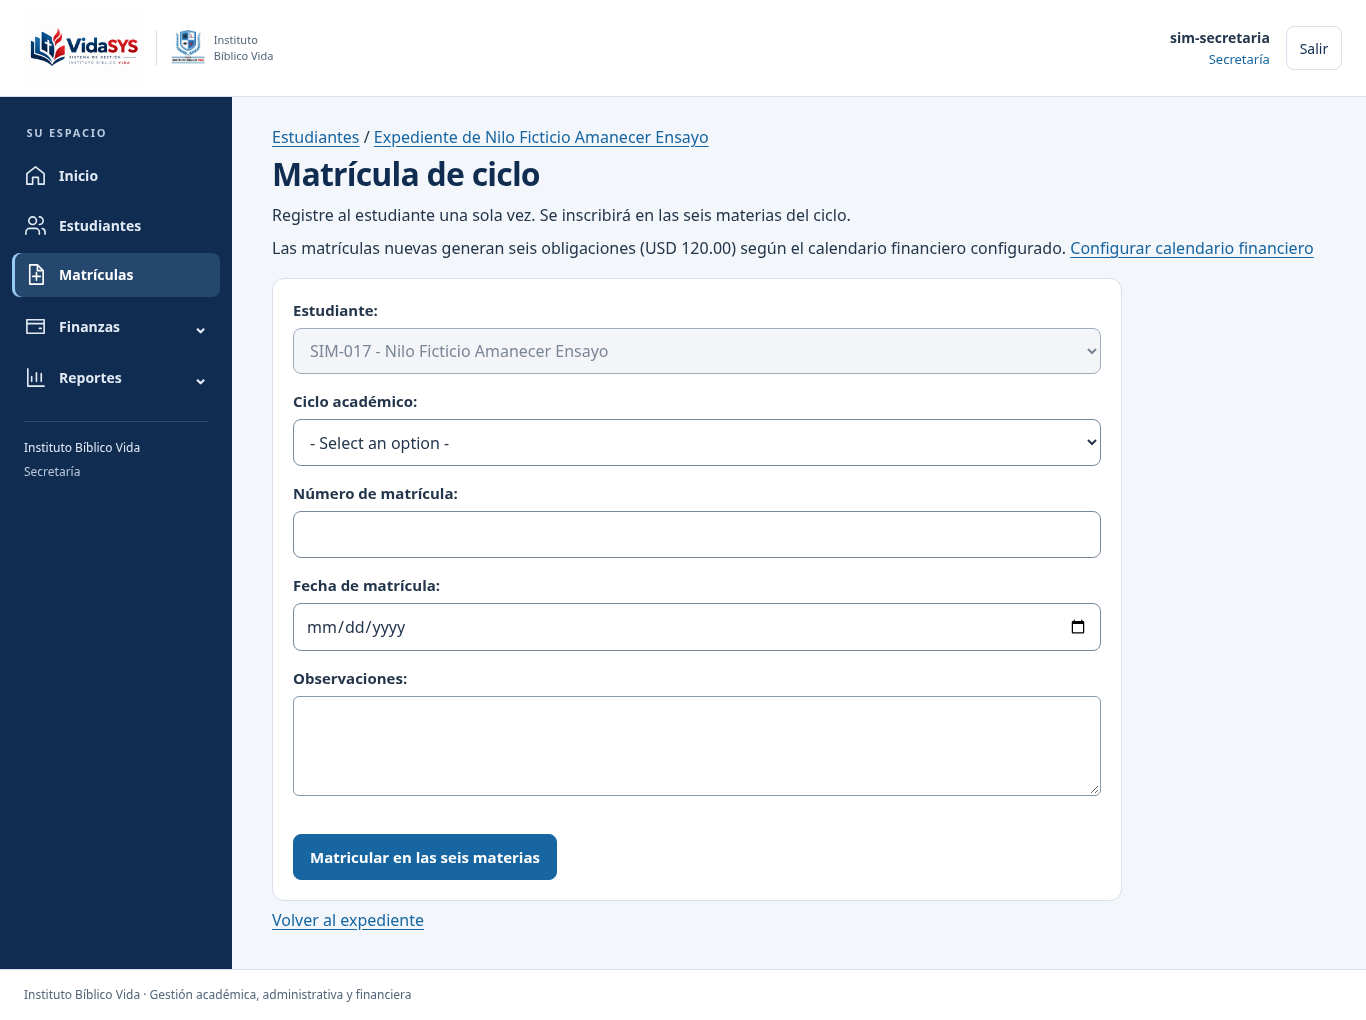 VidaSYS
SISTEMA DE GESTIÓN
INSTITUTO BÍBLICO VIDA
Instituto
Bíblico Vida
sim-secretaria
Secretaría
Salir
SU ESPACIO
Inicio
Estudiantes
Matrículas
Finanzas
Reportes
Instituto Bíblico Vida
Secretaría
Estudiantes / Expediente de Nilo Ficticio Amanecer Ensayo
Matrícula de ciclo
Registre al estudiante una sola vez. Se inscribirá en las seis materias del ciclo.
Las matrículas nuevas generan seis obligaciones (USD 120.00) según el calendario financiero configurado. Configurar calendario financiero
Estudiante:
SIM-017 - Nilo Ficticio Amanecer Ensayo
Ciclo académico:
- Select an option -
Número de matrícula:
Fecha de matrícula:
mm/dd/yyyy
Observaciones:
Matricular en las seis materias
Volver al expediente
Instituto Bíblico Vida · Gestión académica, administrativa y financiera